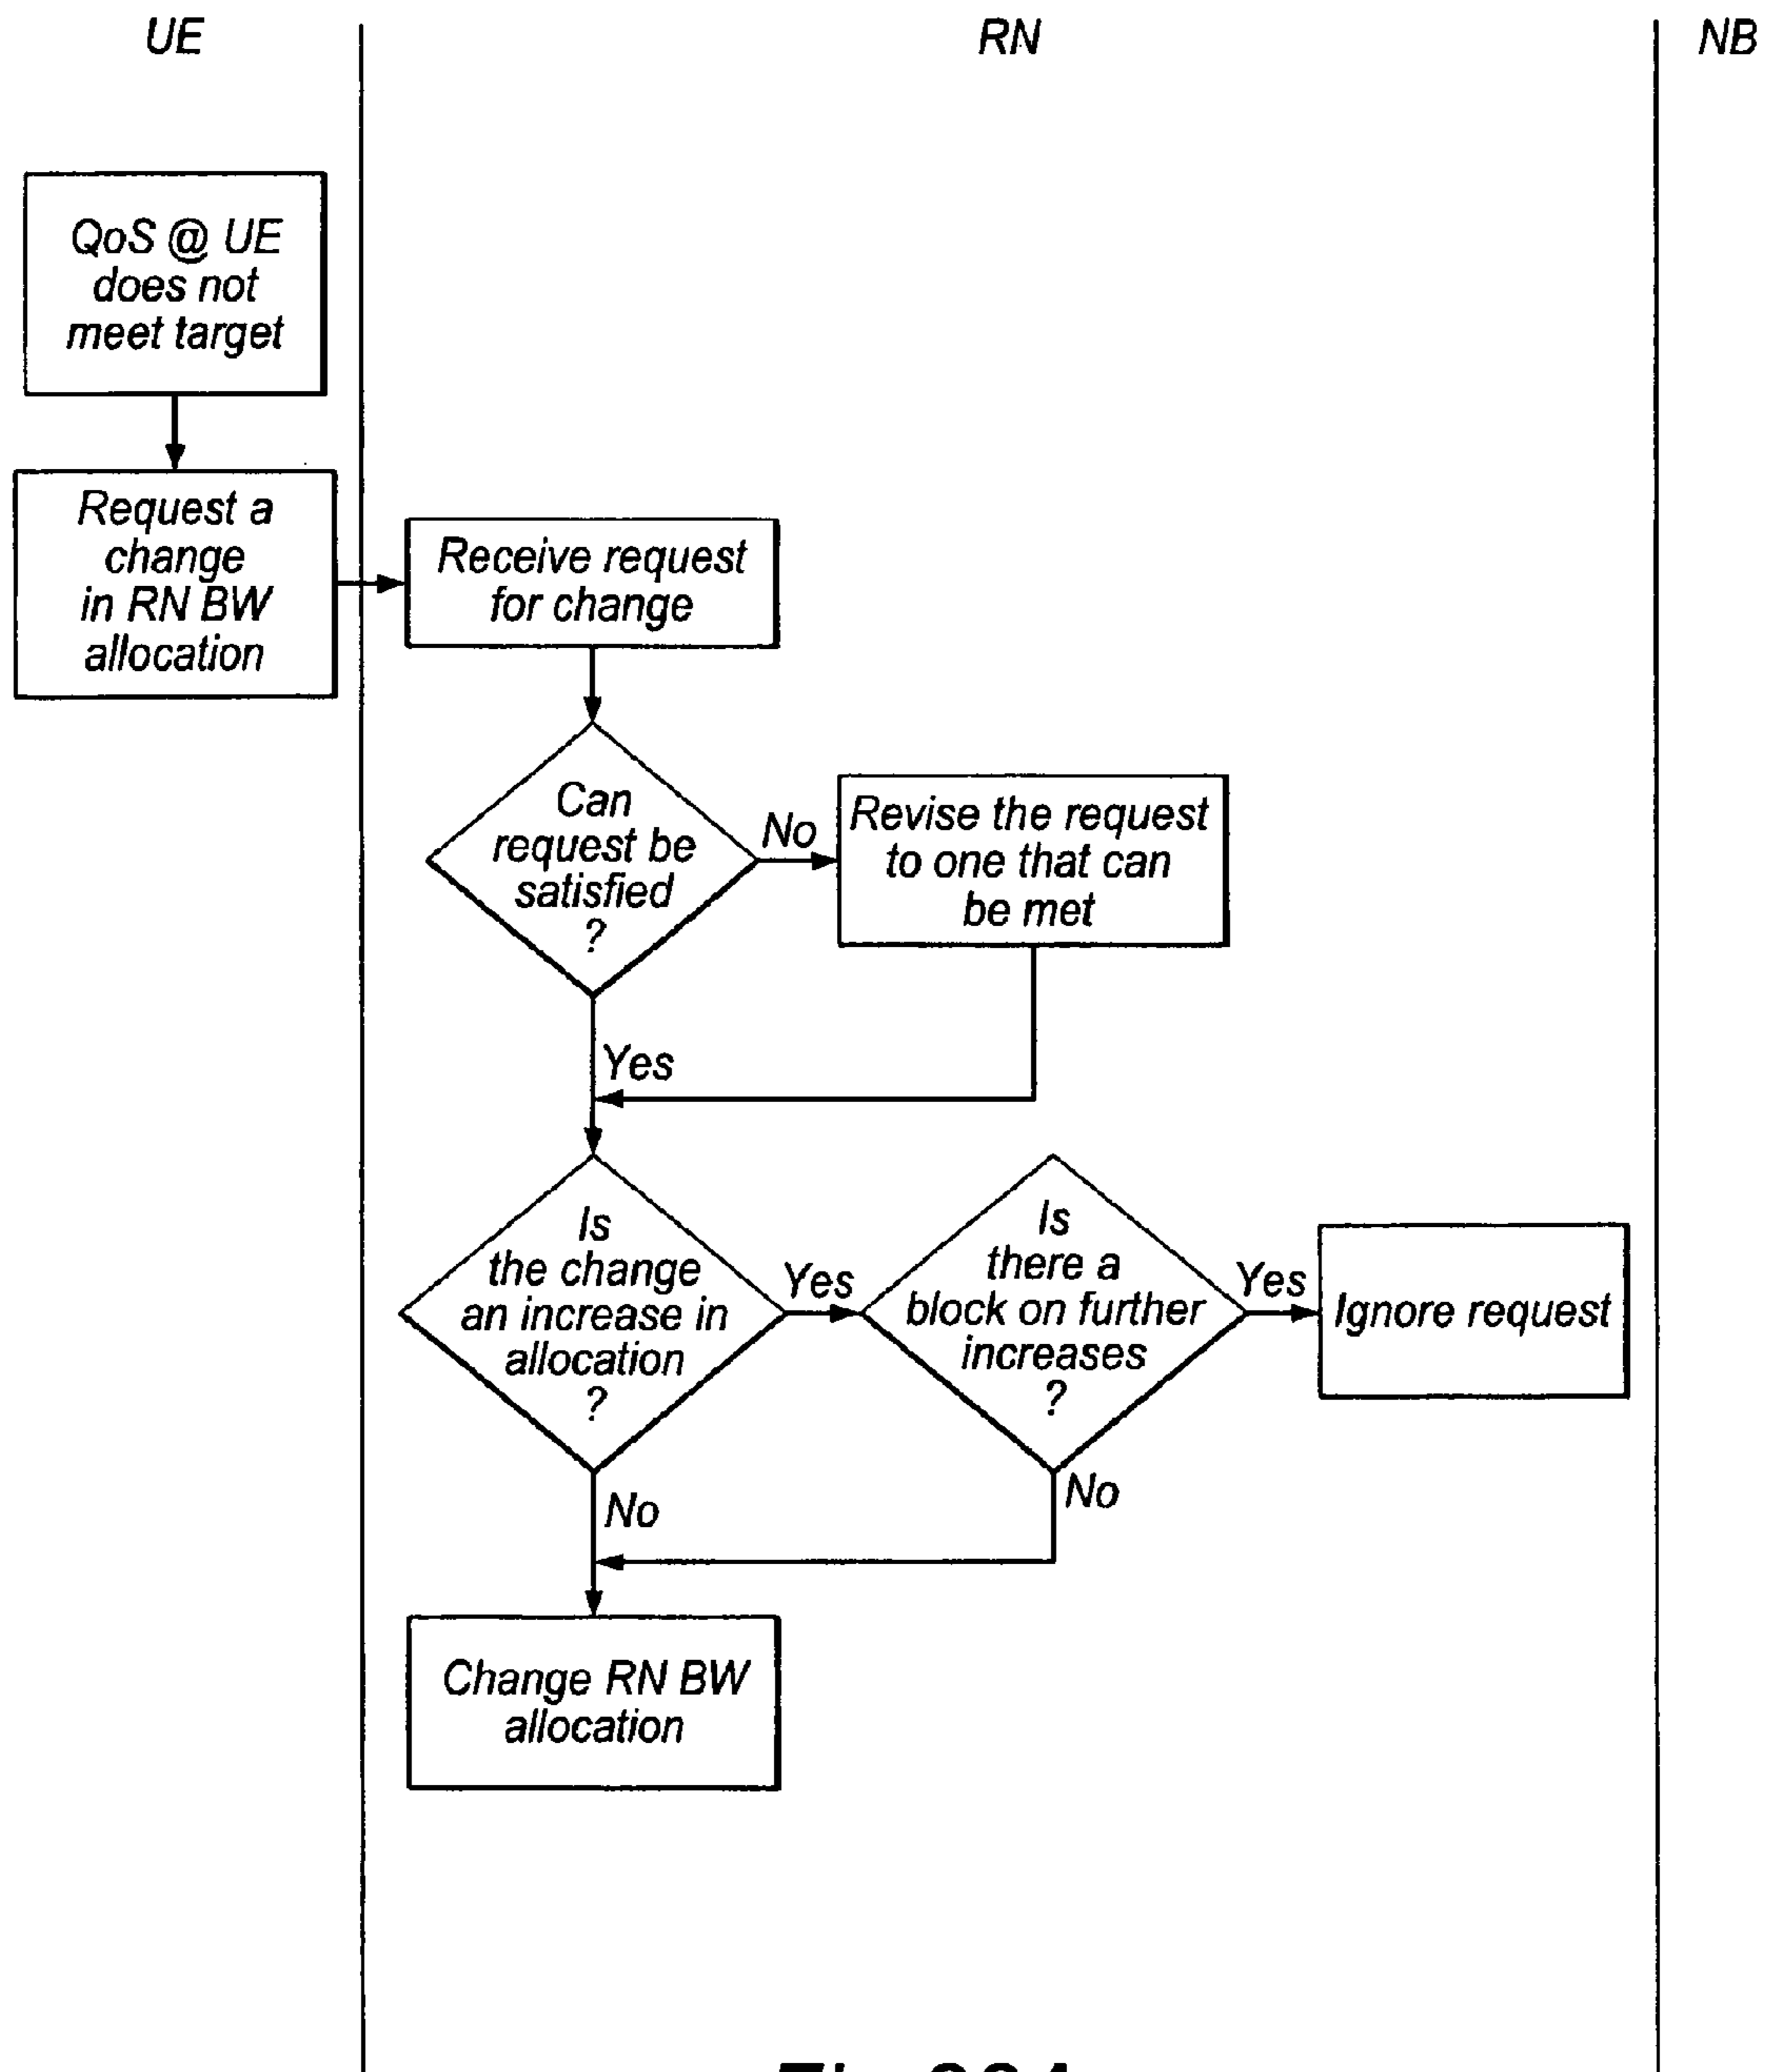 UE
RN
NB
QoS @ UE
does not
meet target
Request a
change
in RN BW
allocation
Receive request
for change
Can
request be
satisfied
?
No
Revise the request
to one that can
be met
Yes
Is
the change
an increase in
allocation
?
Yes
Is
there a
block on further
increases
?
Yes
Ignore request
No
No
Change RN BW
allocation